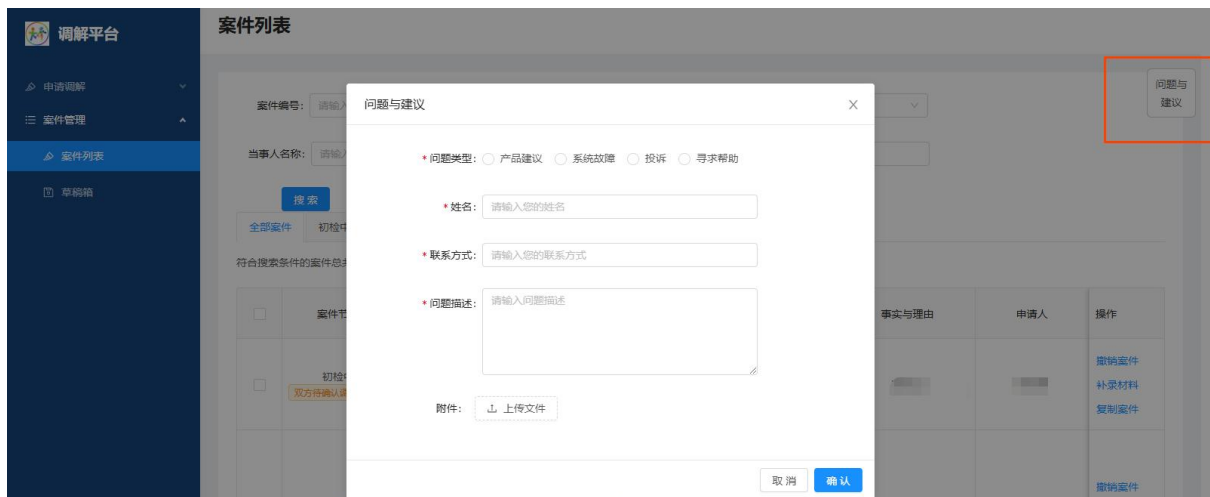 调解平台
案件列表
申请调解
案件管理
案件列表
草稿箱
问题与
建议
案件编号:
当事人名称:
搜 索
全部案件
初检中
符合搜索条件的案件总
问题与建议
* 问题类型: 产品建议 系统故障 投诉 寻求帮助
* 姓名: 请输入您的姓名
* 联系方式: 请输入您的联系方式
* 问题描述: 请输入问题描述
附件: 上传文件
取 消 确 认
案件节
事实与理由
申请人
操作
初检
双方待确认
撤销案件
补录材料
复制案件
撤销案件